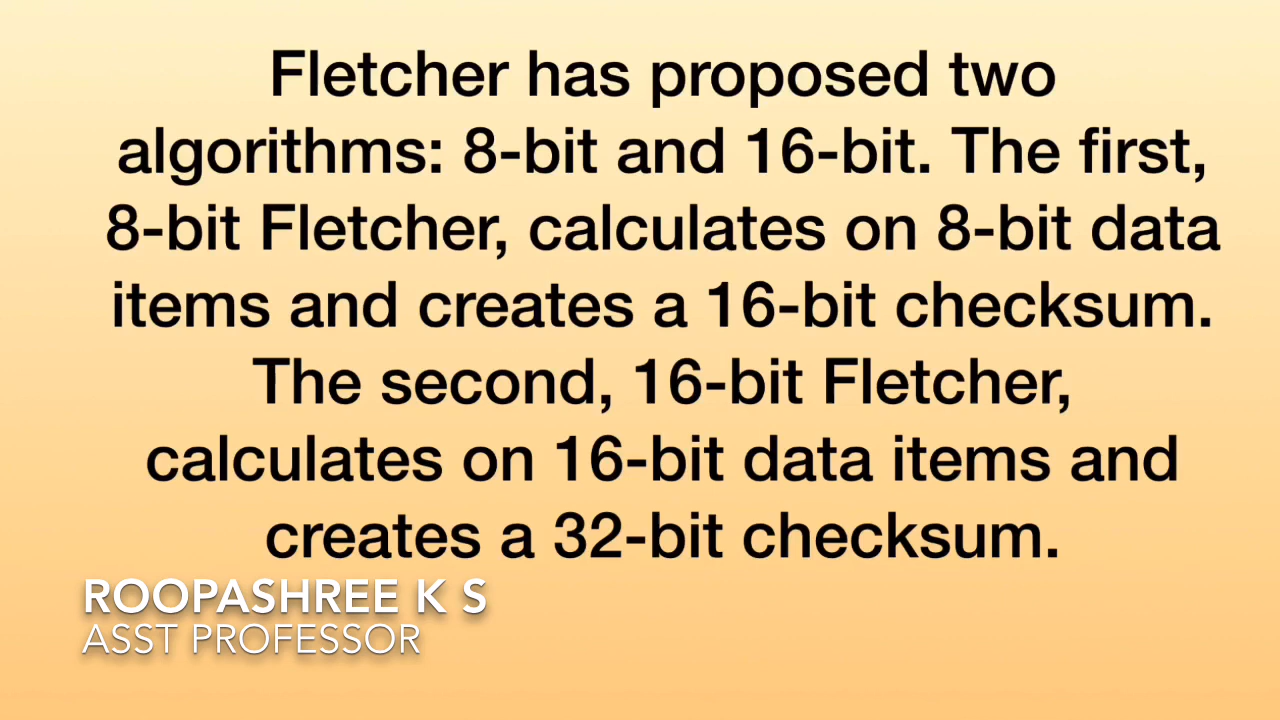 Fletcher has proposed two
algorithms: 8-bit and 16-bit. The first,
8-bit Fletcher, calculates on 8-bit data
items and creates a 16-bit checksum.
The second, 16-bit Fletcher,
calculates on 16-bit data items and
creates a 32-bit checksum.
ROOPASHREE K S
ASST PROFESSOR